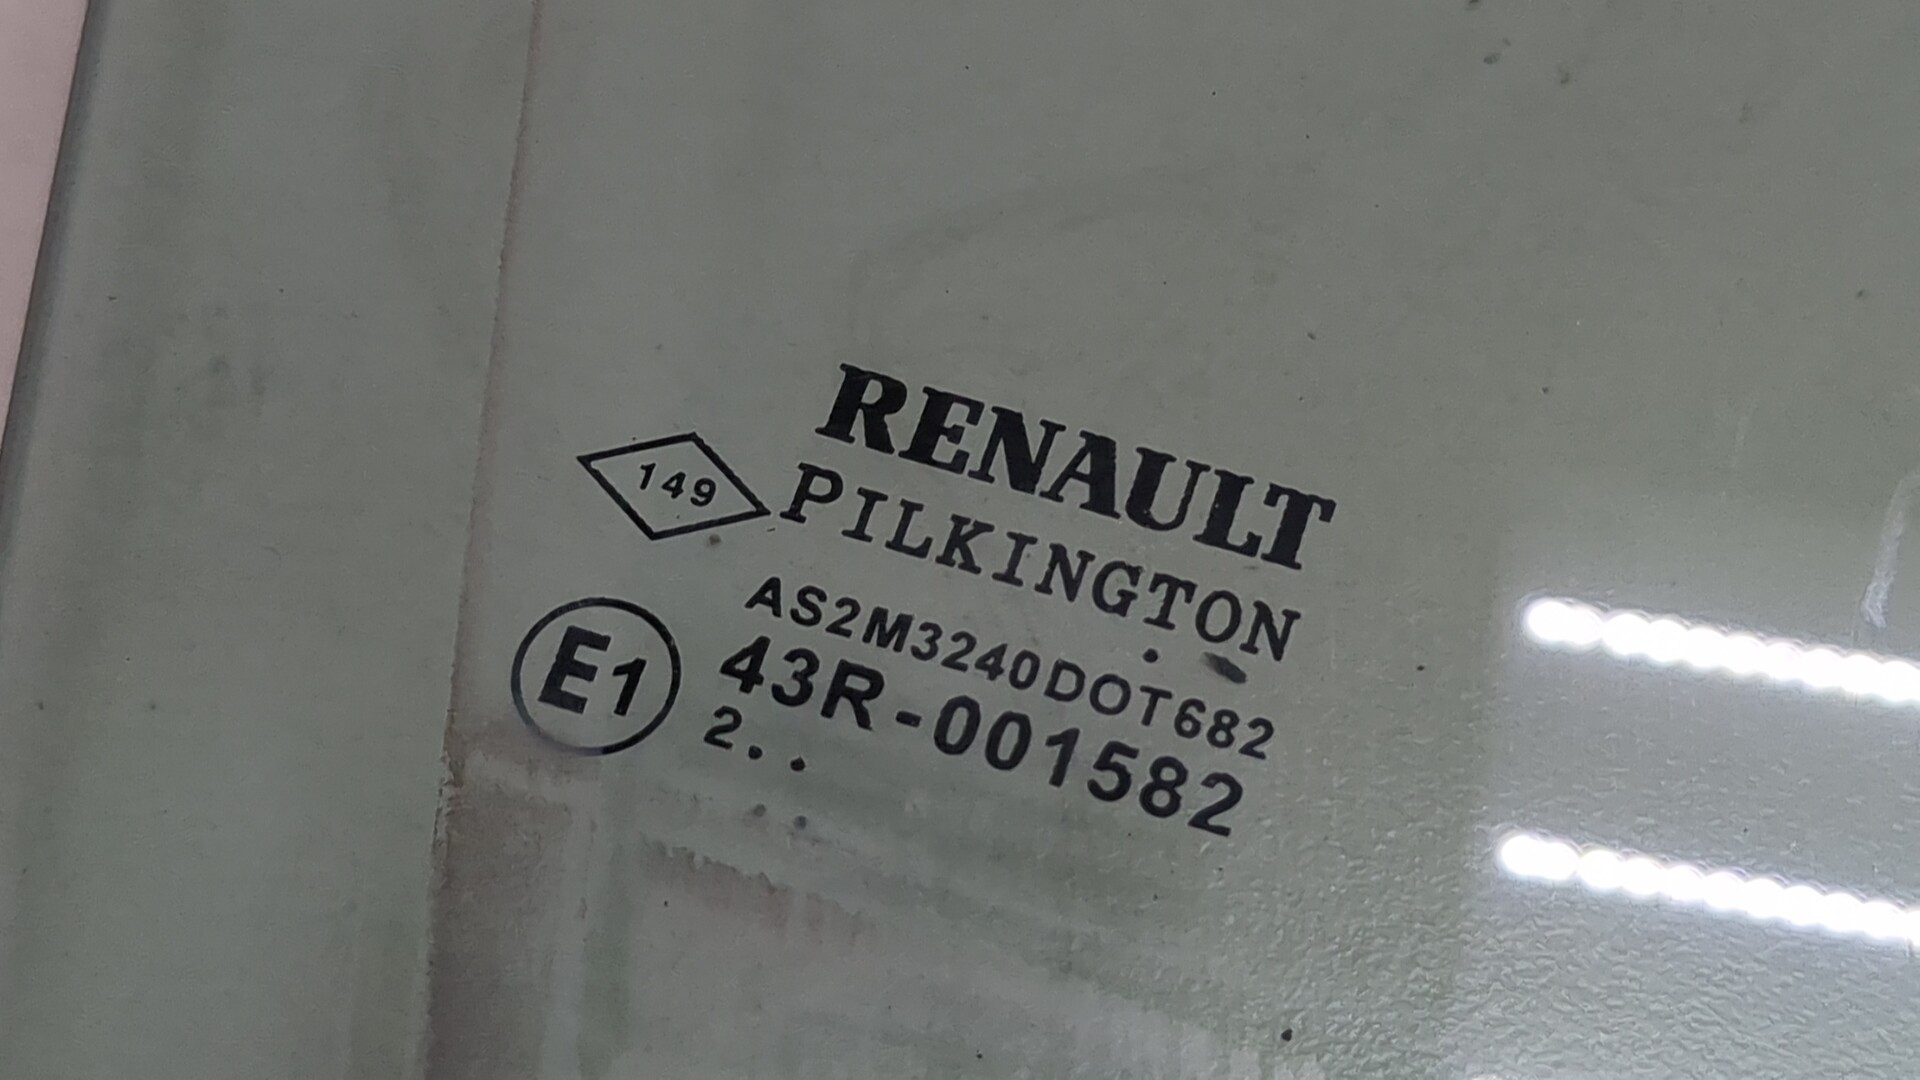 RENAULT
149
PILKINGTON
AS2M3240DOT682
E1
43R-001582
2..